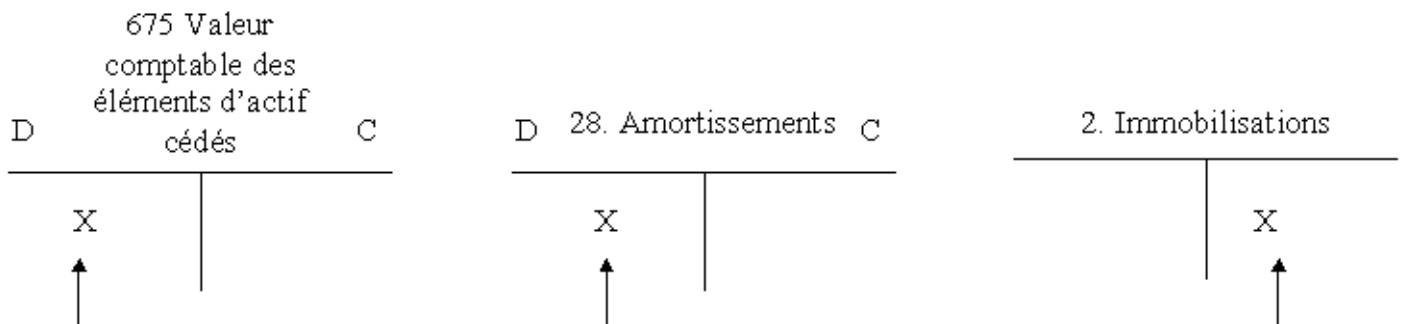 675 Valeur
comptable des
éléments d'actif
cédés
D C
X
D 28. Amortissements C
X
2. Immobilisations
X